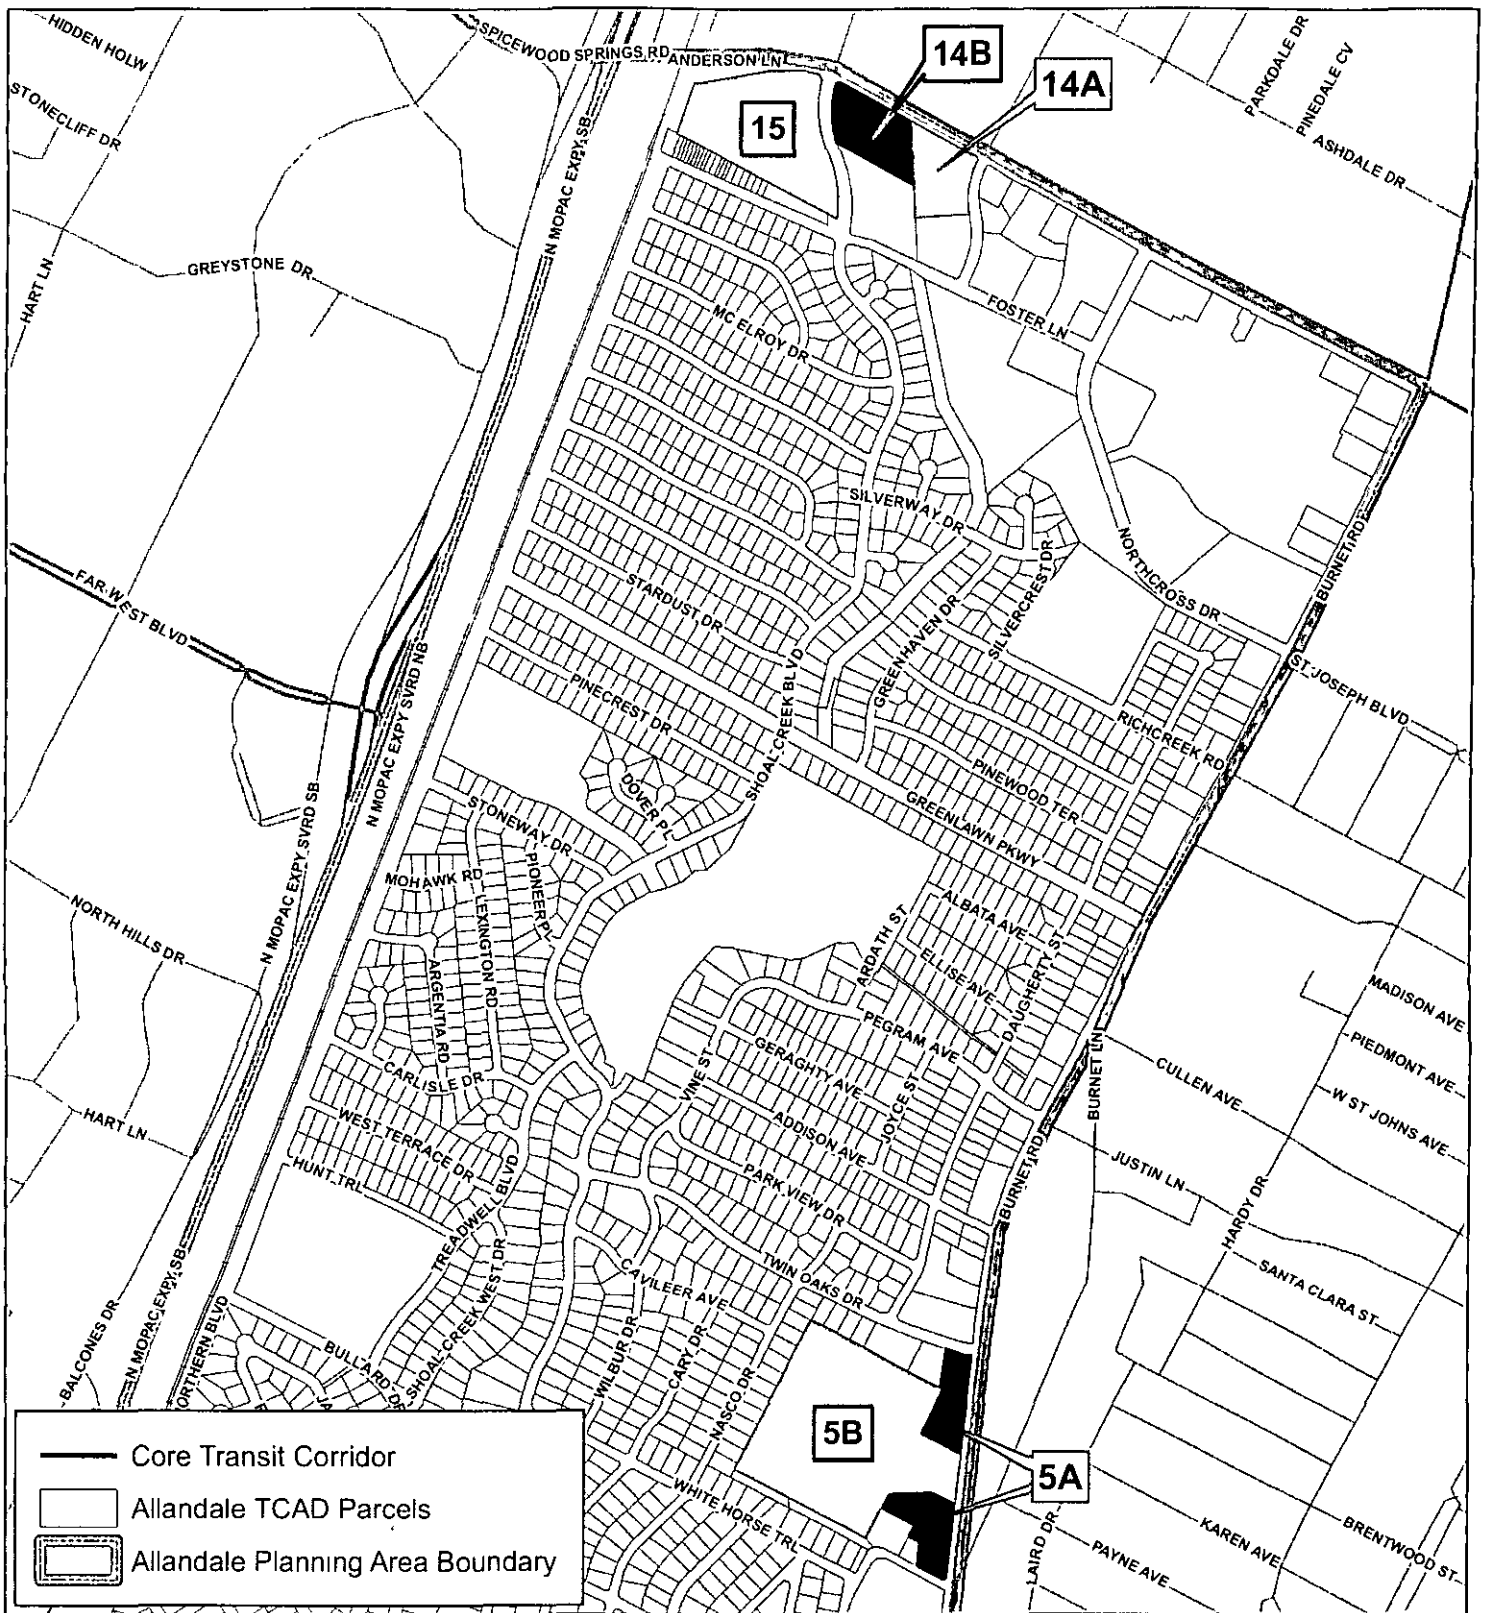 HIDDEN HOLW
SPICEWOOD SPRINGS RD
ANDERSON LN
14B
14A
15
PARKDALE DR
PINEDALE CV
ASHDALE DR
STONECLIFF DR
N MOPAC EXPY SB
HART LN
GREYSTONE DR
MC ELROY DR
FOSTER LN
SILVERWAY DR
SILVERCREST DR
NORTHCROSS DR
BURNET RD
FAR WEST BLVD
STARDUST DR
GREENHAVEN DR
ST JOSEPH BLVD
N MOPAC EXPY SVRD NB
PINECREST DR
SHOAL CREEK BLVD
RICHCREEK RD
PINEWOOD TER
GREENLAWN PKWY
DOVER PL
STONEWAY DR
N MOPAC EXPY SVRD SB
MOHAWK RD
LEXINGTON RD
PIONEER PL
NORTH HILLS DR
ARGENTIA RD
ARDATH ST
ALBATA AVE
ELLISE AVE
DAUGHERTY ST
PEGRAM AVE
MADISON AVE
PIEDMONT AVE
W ST JOHNS AVE
CULLEN AVE
BURNET LN
GERAGHTY AVE
VINE ST
JOYCE ST
ADDISON AVE
CARLISLE DR
HART LN
WEST TERRACE DR
HUNT TRL
PARK VIEW DR
BURNET RD
JUSTIN LN
HARDY DR
SANTA CLARA ST
TREADWELL BLVD
SHOAL CREEK WEST DR
TWIN OAKS DR
CAVILEER AVE
N MOPAC EXPY SB
BALCONES DR
ORTHERN BLVD
BULLARD DR
WILBUR DR
CARY DR
NASCO DR
5B
5A
WHITE HORSE TRL
LAIRD DR
PAYNE AVE
KAREN AVE
BRENTWOOD ST
Core Transit Corridor
Allandale TCAD Parcels
Allandale Planning Area Boundary